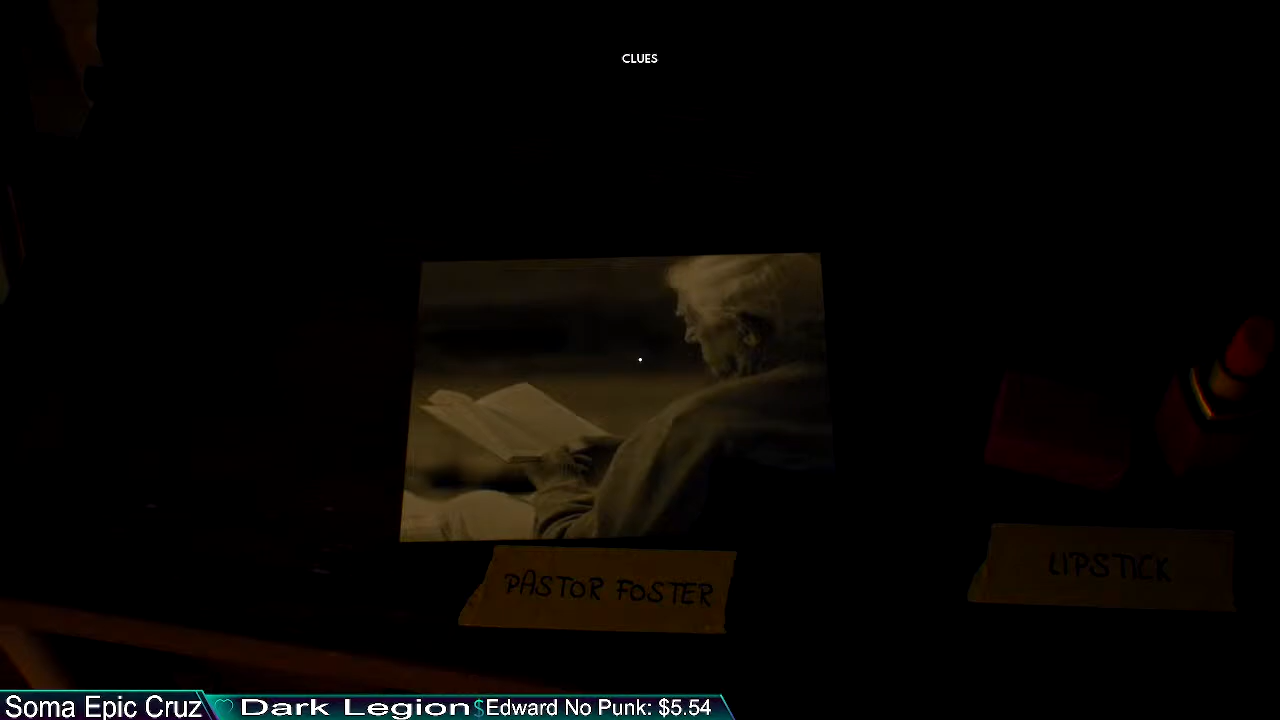 CLUES
PASTOR FOSTER
LIPSTICK
Soma Epic Cruz
Dark Legion
$Edward No Punk: $5.54